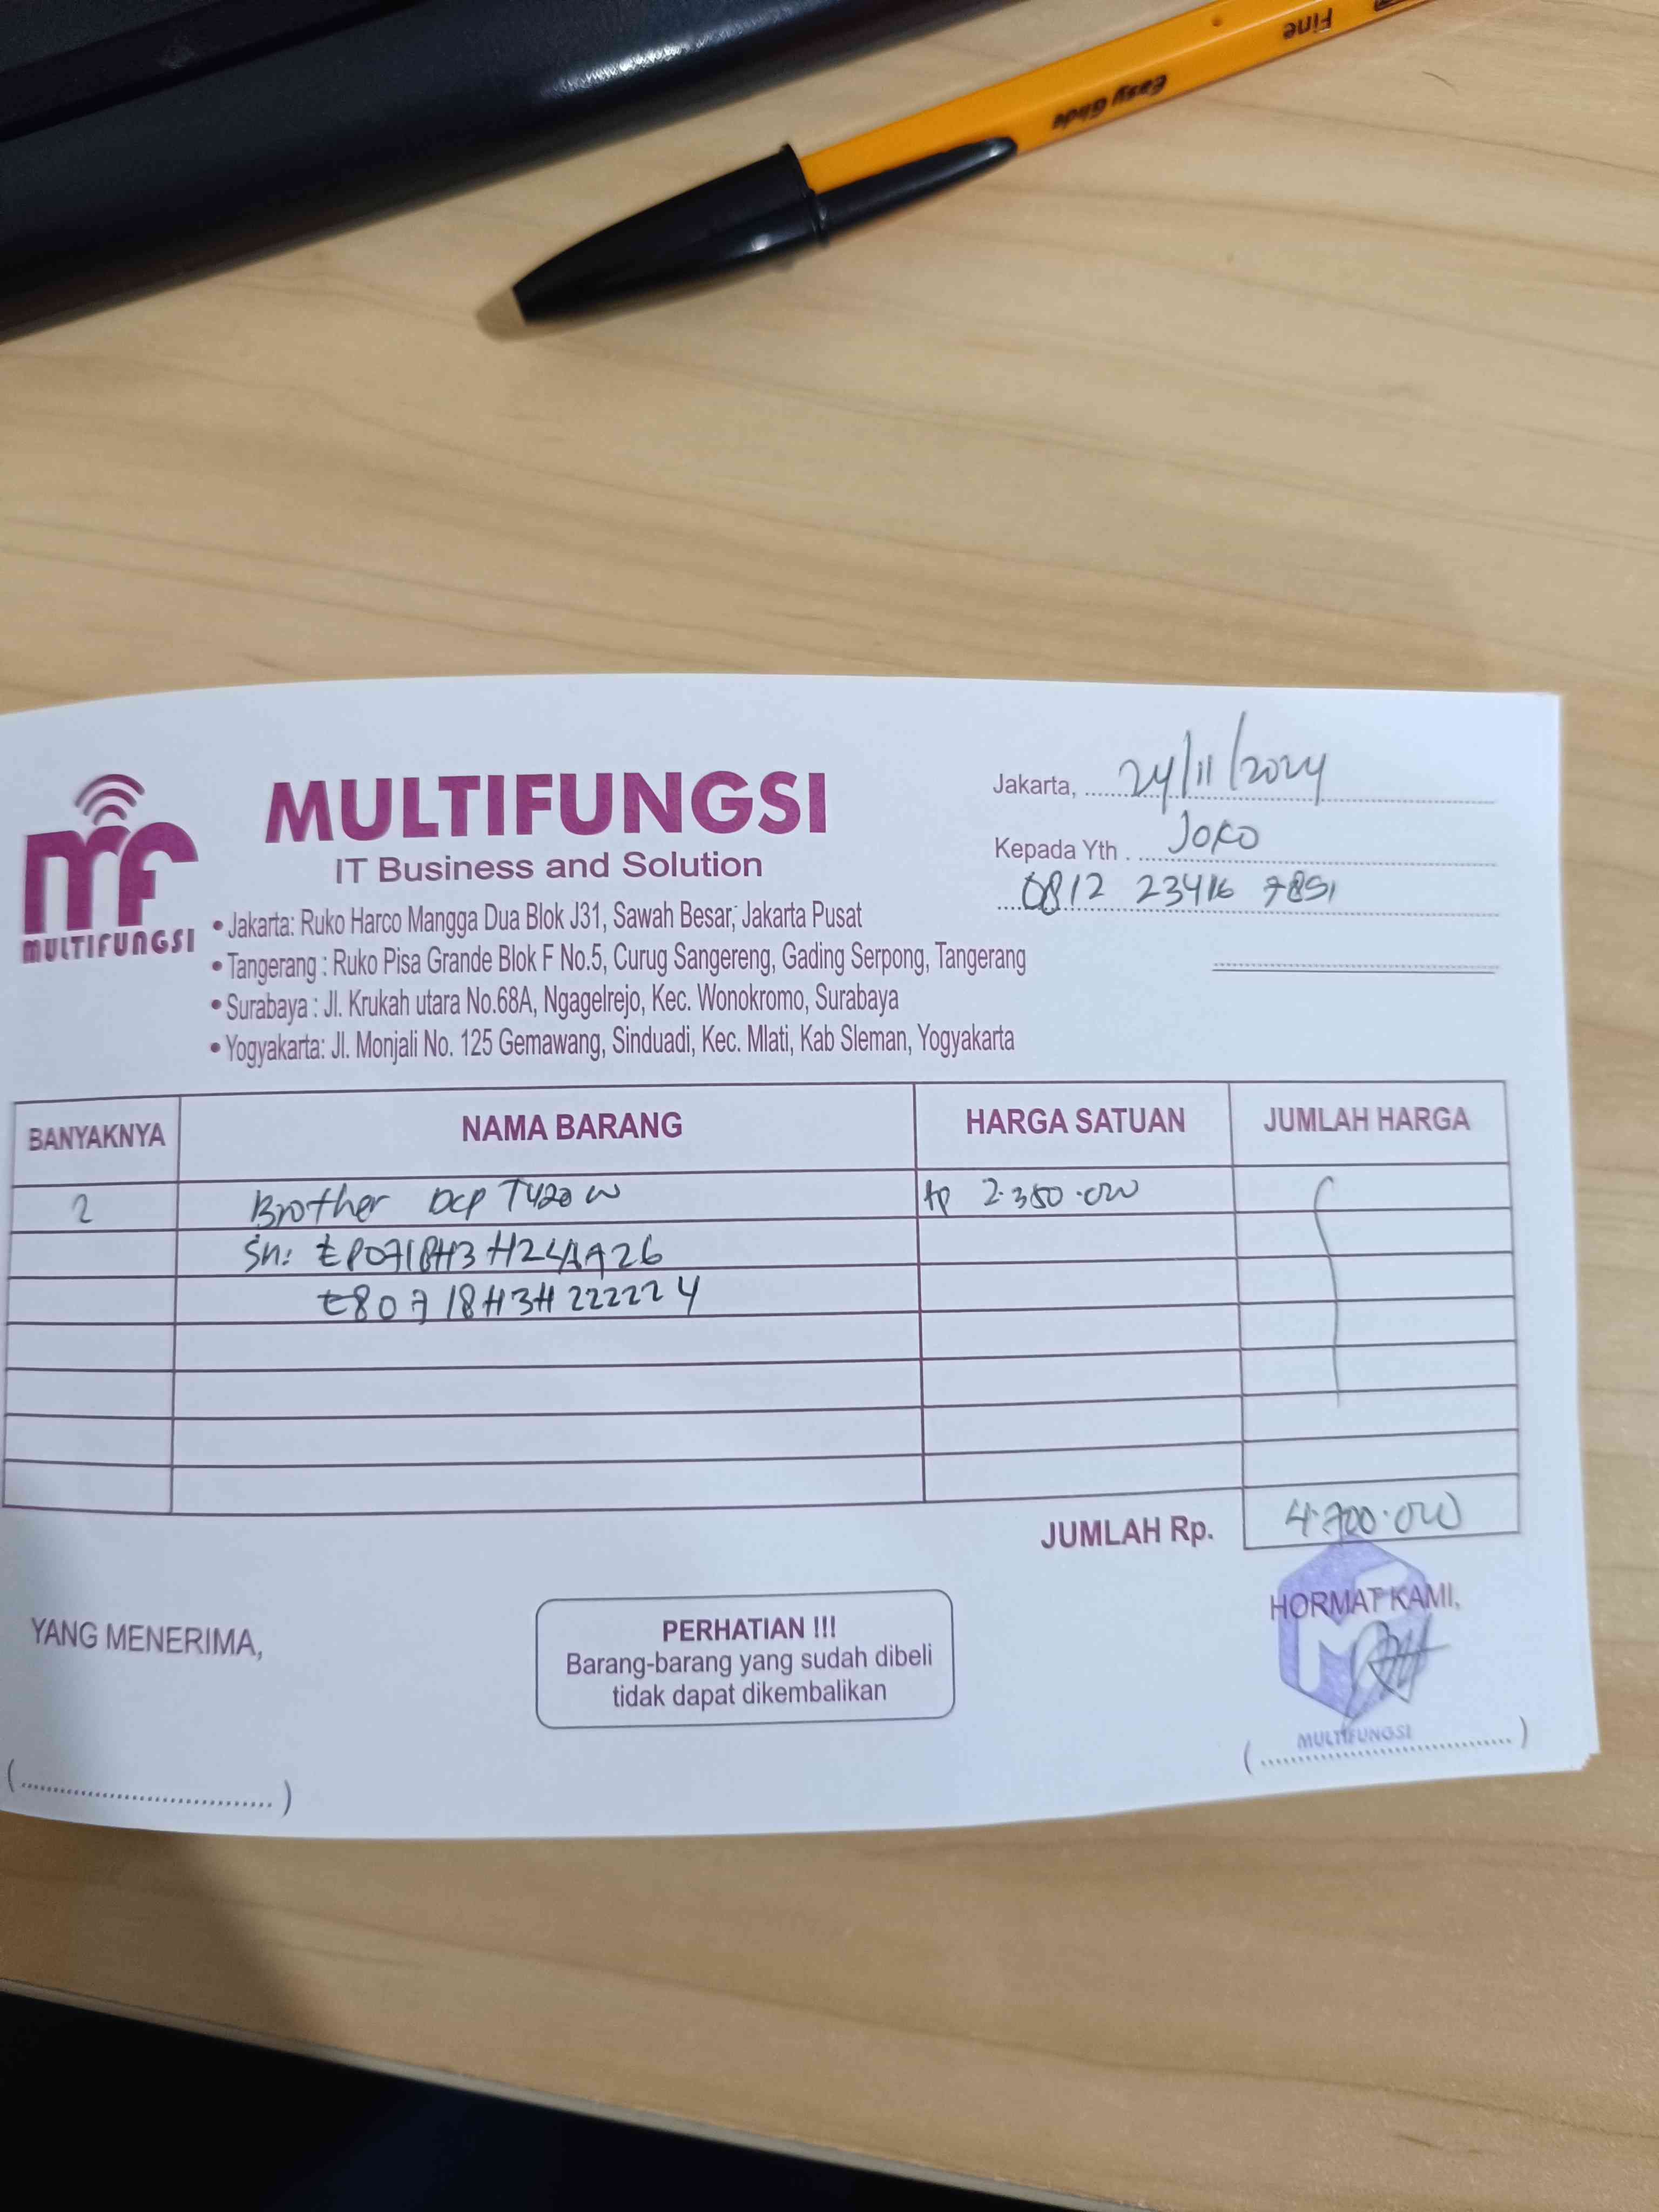 Fine
Easy Glide
MULTIFUNGSI
IT Business and Solution
mf
MULTIFUNGSI
• Jakarta: Ruko Harco Mangga Dua Blok J31, Sawah Besar, Jakarta Pusat
• Tangerang : Ruko Pisa Grande Blok F No.5, Curug Sangereng, Gading Serpong, Tangerang
• Surabaya : Jl. Krukah utara No.68A, Ngagelrejo, Kec. Wonokromo, Surabaya
• Yogyakarta: Jl. Monjali No. 125 Gemawang, Sinduadi, Kec. Mlati, Kab Sleman, Yogyakarta
Jakarta, 24/11/2024
Kepada Yth. Joko
0812
BANYAKNYA NAMA BARANG HARGA SATUAN JUMLAH HARGA
2 Brother DCP T420W Rp 2.350.000
Sn:
E80718H3H222224
JUMLAH Rp. 4.700.000
YANG MENERIMA,
PERHATIAN !!!
Barang-barang yang sudah dibeli
tidak dapat dikembalikan
HORMAT KAMI,
MULTIFUNGSI